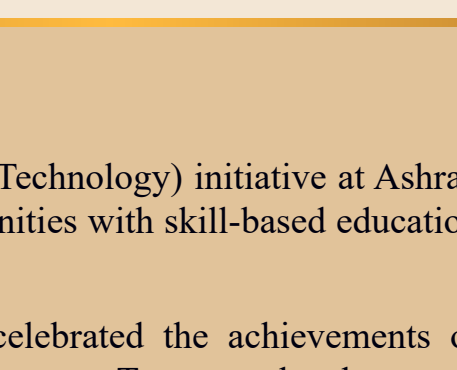 Technology) initiative at Ashra
nities with skill-based educatio
celebrated the achievements o